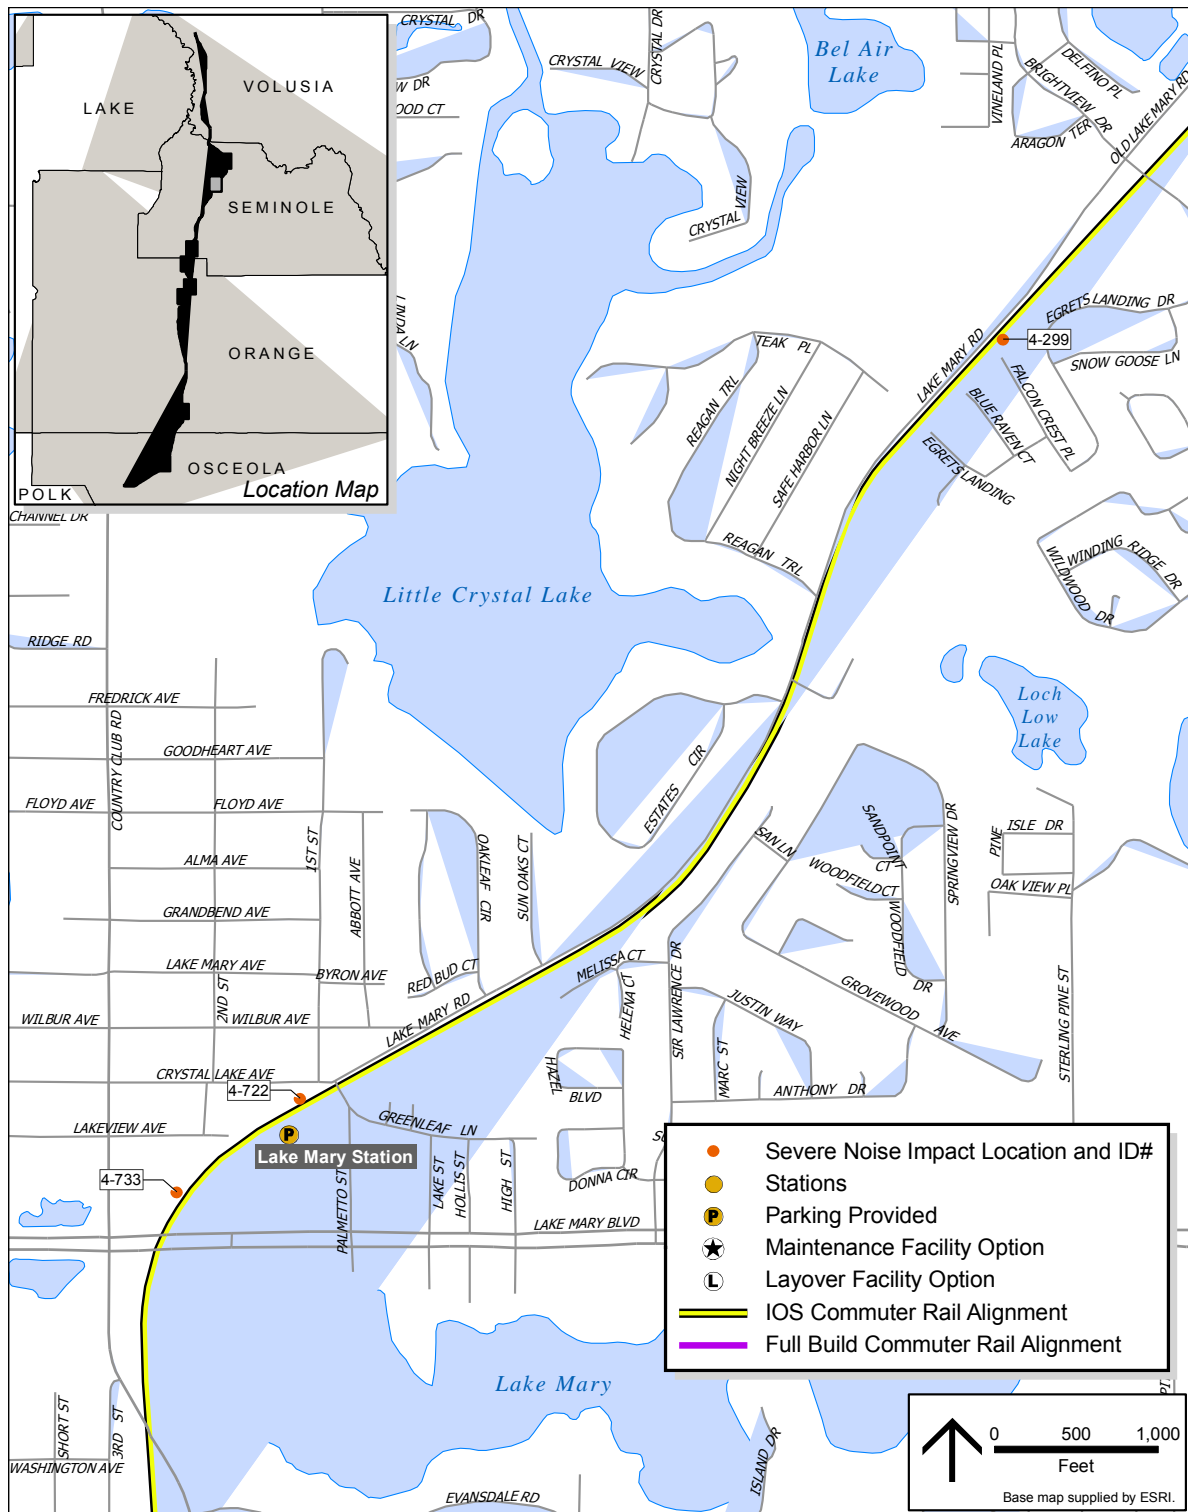 CRYSTAL DR
CRYSTAL DR
Bel Air
Lake
VINELAND PL
DELFINO PL
BRIGHTVIEW DR
ARAGON TER
OLD LAKE MARY RD
CRYSTAL VIEW
W DR
OOD CT
CRYSTAL VIEW
VOLUSIA
LAKE
SEMINOLE
ORANGE
OSCEOLA
POLK
Location Map
LINDA LN
EGRETS LANDING DR
4-299
SNOW GOOSE LN
LAKE MARY RD
TEAK PL
REAGAN TRL
NIGHT BREEZE LN
SAFE HARBOR LN
FALCON CREST PL
BLUE RAVEN CT
EGRETS LANDING
CHANNEL DR
REAGAN TRL
WINDING RIDGE DR
WILDWOOD DR
Little Crystal Lake
RIDGE RD
FREDRICK AVE
COUNTRY CLUB RD
GOODHEART AVE
Loch
Low
Lake
ESTATES CIR
FLOYD AVE
FLOYD AVE
1ST ST
ALMA AVE
ABBOTT AVE
OAKLEAF CIR
SUN OAKS CT
SAN LN
SANDPOINT CT
SPRINGVIEW DR
PINE
ISLE DR
WOODFIELD CT
OAK VIEW PL
WOODFIELD DR
GRANDBEND AVE
LAKE MARY AVE
2ND ST
BYRON AVE
RED BUD CT
MELISSA CT
HELENA CT
SIR LAWRENCE DR
JUSTIN WAY
GROVEWOOD AVE
STERLING PINE ST
WILBUR AVE
WILBUR AVE
LAKE MARY RD
MARC ST
CRYSTAL LAKE AVE
4-722
HAZEL
BLVD
ANTHONY DR
LAKEVIEW AVE
GREENLEAF LN
Lake Mary Station
4-733
PALMETTO ST
LAKE ST
HOLLIS ST
HIGH ST
DONNA CIR
LAKE MARY BLVD
P
Severe Noise Impact Location and ID#
Stations
P
Parking Provided
Maintenance Facility Option
L
Layover Facility Option
IOS Commuter Rail Alignment
Full Build Commuter Rail Alignment
Lake Mary
SHORT ST
3RD ST
WASHINGTON AVE
EVANSDALE RD
ISLAND DR
0 500 1,000
Feet
Base map supplied by ESRI.